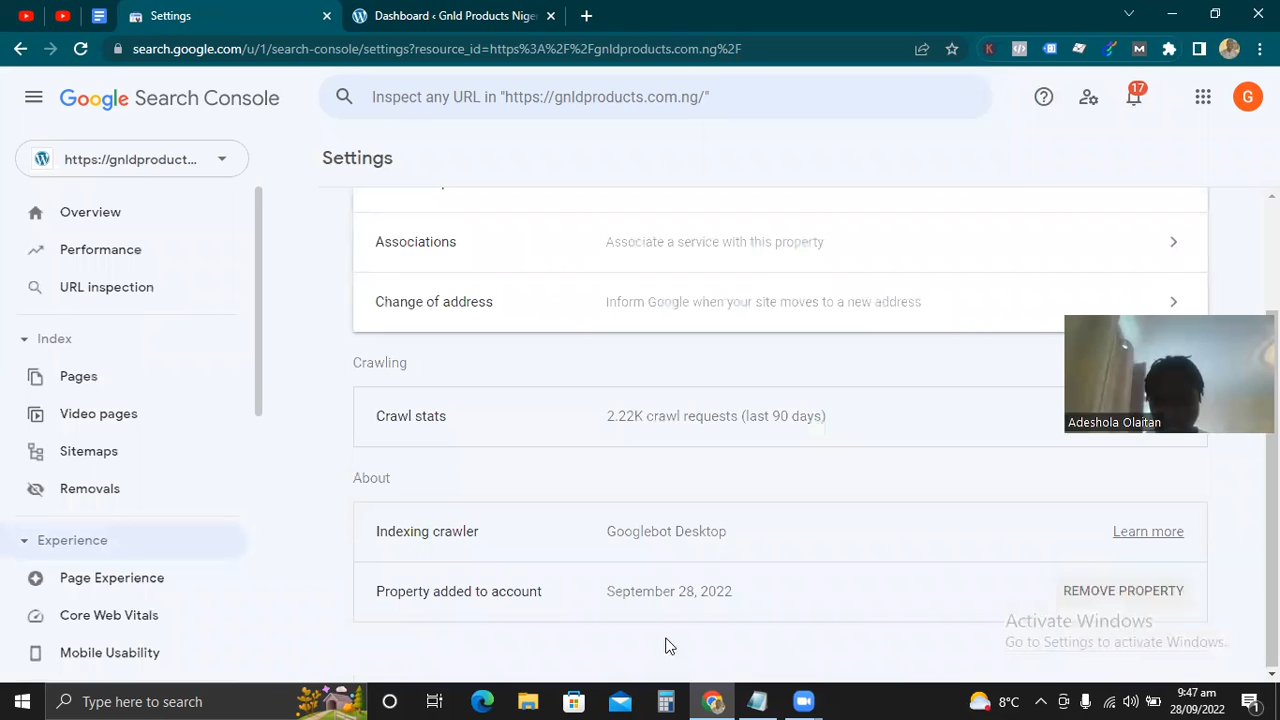 Settings
Dashboard ‹ Gnld Products Niger
search.google.com/u/1/search-console/settings?resource_id=https%3A%2F%2Fgnldproducts.com.ng%2F
Google Search Console
Inspect any URL in "https://gnldproducts.com.ng/"
17
G
https://gnldproduct...
Settings
Overview
Performance
URL inspection
Index
Pages
Video pages
Sitemaps
Removals
Experience
Page Experience
Core Web Vitals
Mobile Usability
Associations Associate a service with this property
Change of address Inform Google when your site moves to a new address
Crawling
Crawl stats 2.22K crawl requests (last 90 days)
Adeshola Olaitan
About
Indexing crawler Googlebot Desktop Learn more
Property added to account September 28, 2022 REMOVE PROPERTY
Activate Windows
Go to Settings to activate Windows.
Type here to search
8°C
9:47 am
28/09/2022
1